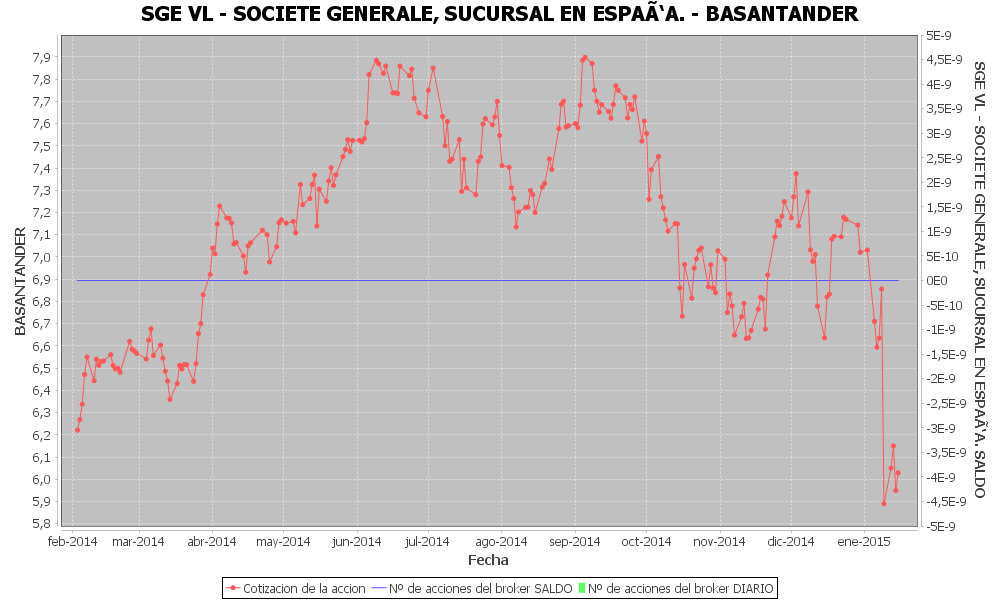 SGE VL - SOCIETE GENERALE, SUCURSAL EN ESPAÃ‘A. - BASANTANDER
BASANTANDER
7,9
7,8
7,7
7,6
7,5
7,4
7,3
7,2
7,1
7,0
6,9
6,8
6,7
6,6
6,5
6,4
6,3
6,2
6,1
6,0
5,9
5,8
5E-9
4,5E-9
4E-9
3,5E-9
3E-9
2,5E-9
2E-9
1,5E-9
1E-9
5E-10
0E0
-5E-10
-1E-9
-1,5E-9
-2E-9
-2,5E-9
-3E-9
-3,5E-9
-4E-9
-4,5E-9
-5E-9
SGE VL - SOCIETE GENERALE, SUCURSAL EN ESPAÃ‘A. SALDO
feb-2014 mar-2014 abr-2014 may-2014 jun-2014 jul-2014 ago-2014 sep-2014 oct-2014 nov-2014 dic-2014 ene-2015
Fecha
Cotizacion de la accion Nº de acciones del broker SALDO Nº de acciones del broker DIARIO